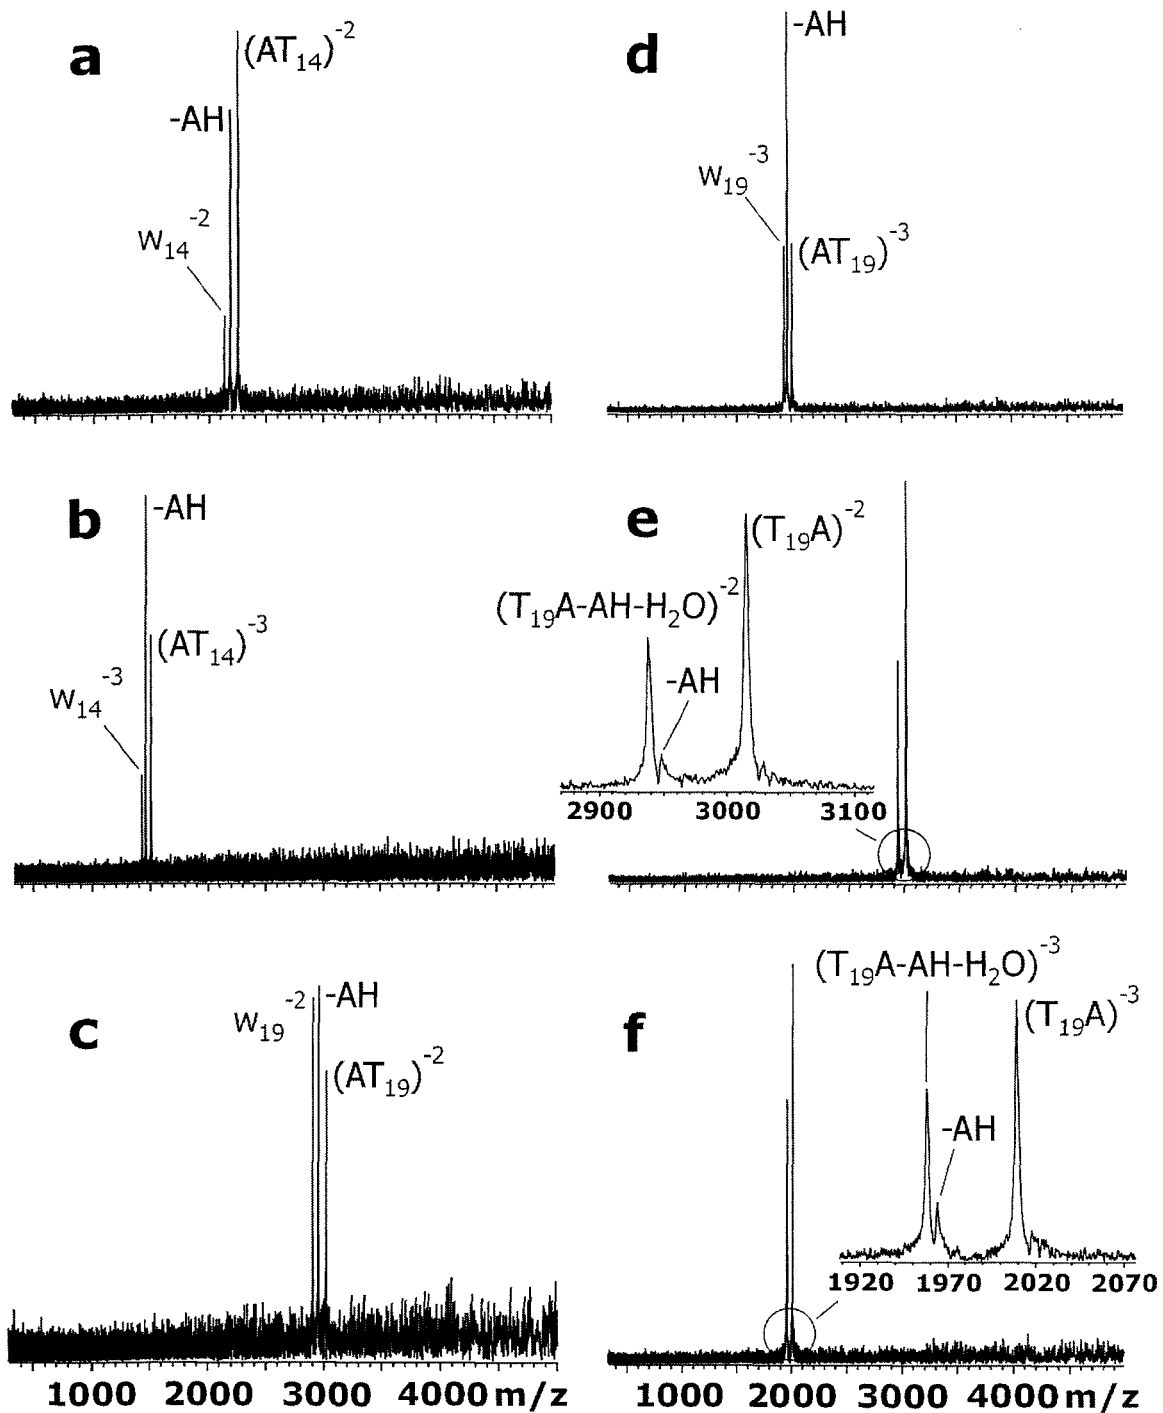 a
(AT₁₄)⁻²
-AH
w₁₄⁻²
d
-AH
w₁₉⁻³
(AT₁₉)⁻³
b
-AH
(AT₁₄)⁻³
w₁₄⁻³
e
(T₁₉A)⁻²
(T₁₉A-AH-H₂O)⁻²
-AH
2900 3000 3100
c
w₁₉⁻²
-AH
(AT₁₉)⁻²
1000 2000 3000 4000 m/z
f
(T₁₉A-AH-H₂O)⁻³
(T₁₉A)⁻³
-AH
1920 1970 2020 2070
1000 2000 3000 4000 m/z